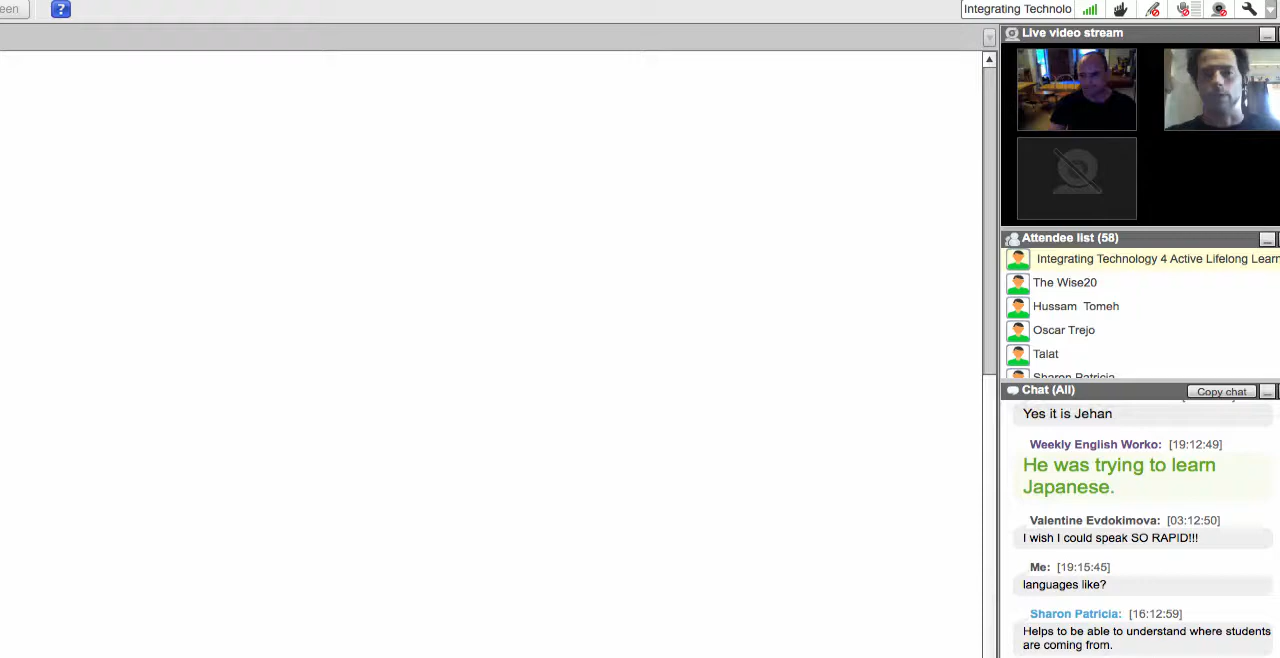 een
?
Integrating Technolo
Live video stream
Attendee list (58)
Integrating Technology 4 Active Lifelong Learn
The Wise20
Hussam Tomeh
Oscar Trejo
Talat
Sharon Patricia
Chat (All)
Copy chat
Yes it is Jehan
Weekly English Worko: [19:12:49]
He was trying to learn
Japanese.
Valentine Evdokimova: [03:12:50]
I wish I could speak SO RAPID!!!
Me: [19:15:45]
languages like?
Sharon Patricia: [16:12:59]
Helps to be able to understand where students
are coming from.